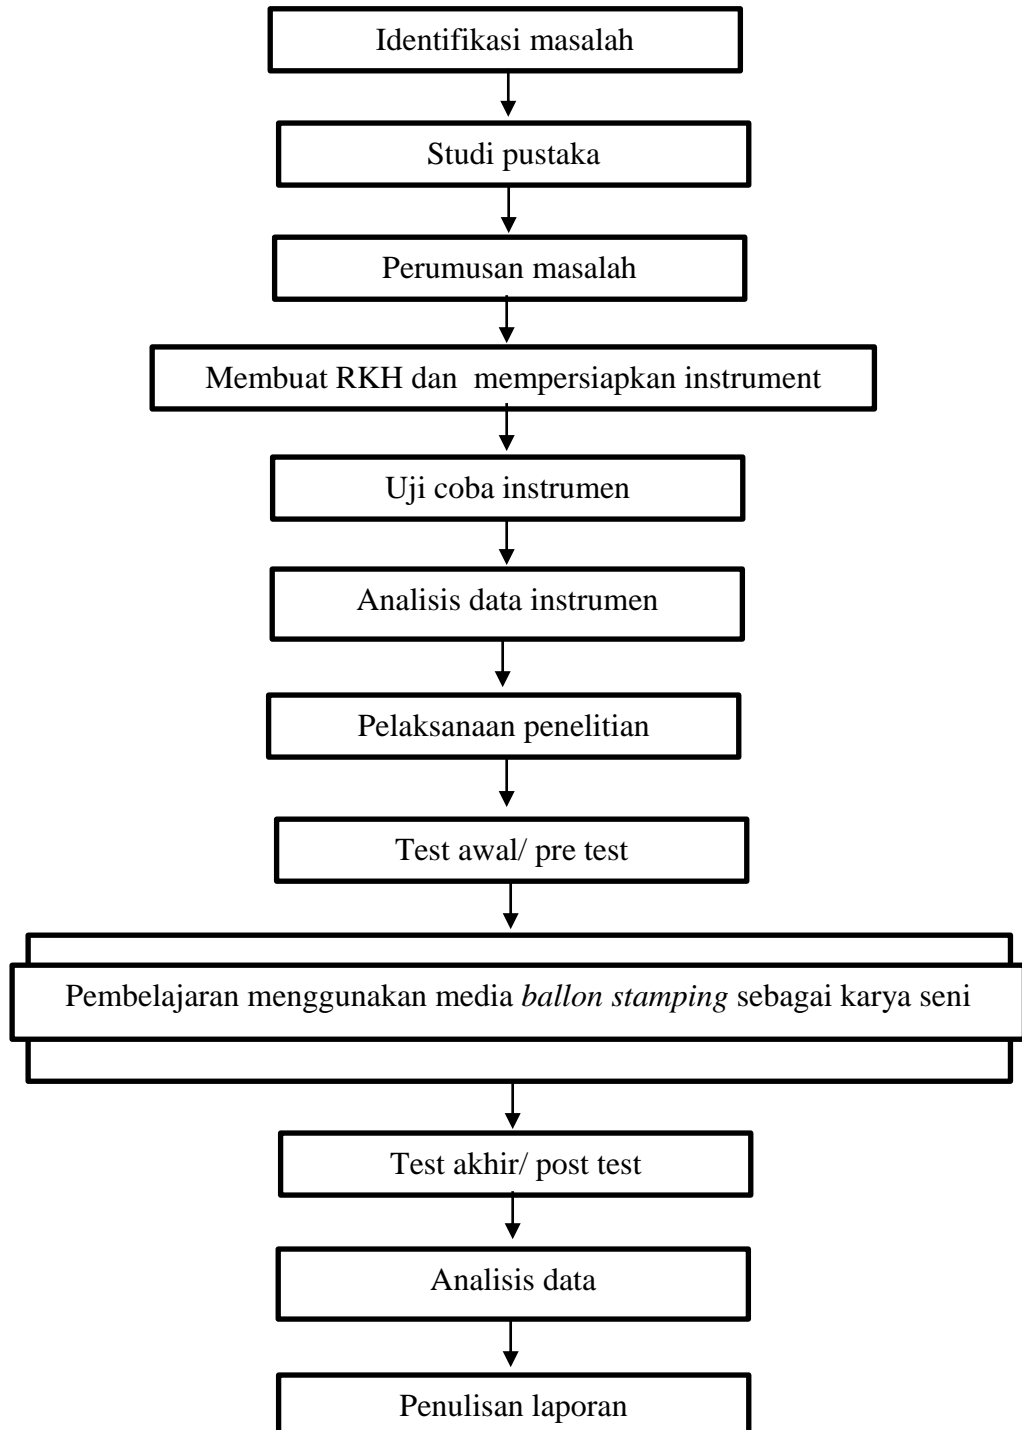 Identifikasi masalah
Studi pustaka
Perumusan masalah
Membuat RKH dan  mempersiapkan instrument
Uji coba instrumen
Analisis data instrumen
Pelaksanaan penelitian
Test awal/ pre test
Pembelajaran menggunakan media ballon stamping sebagai karya seni
Test akhir/ post test
Analisis data
Penulisan laporan